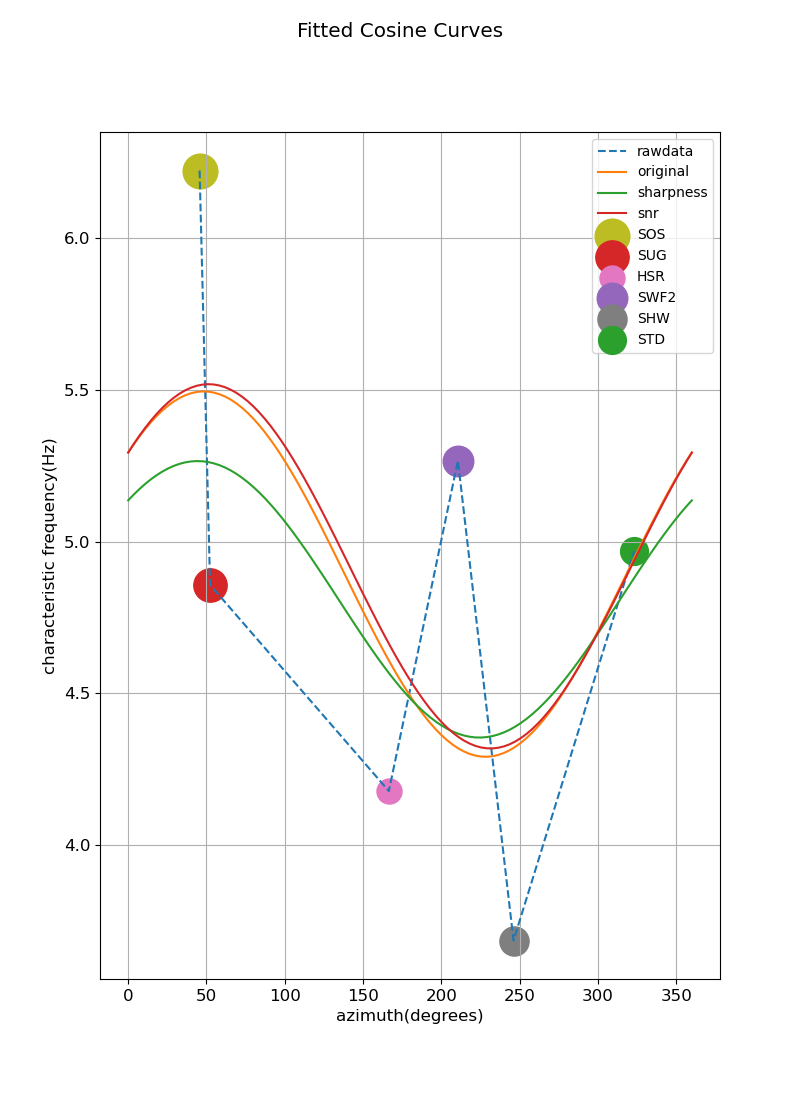 Fitted Cosine Curves
rawdata
original
sharpness
snr
SOS
SUG
HSR
SWF2
SHW
STD
characteristic frequency(Hz)
6.0
5.5
5.0
4.5
4.0
0 50 100 150 200 250 300 350
azimuth(degrees)